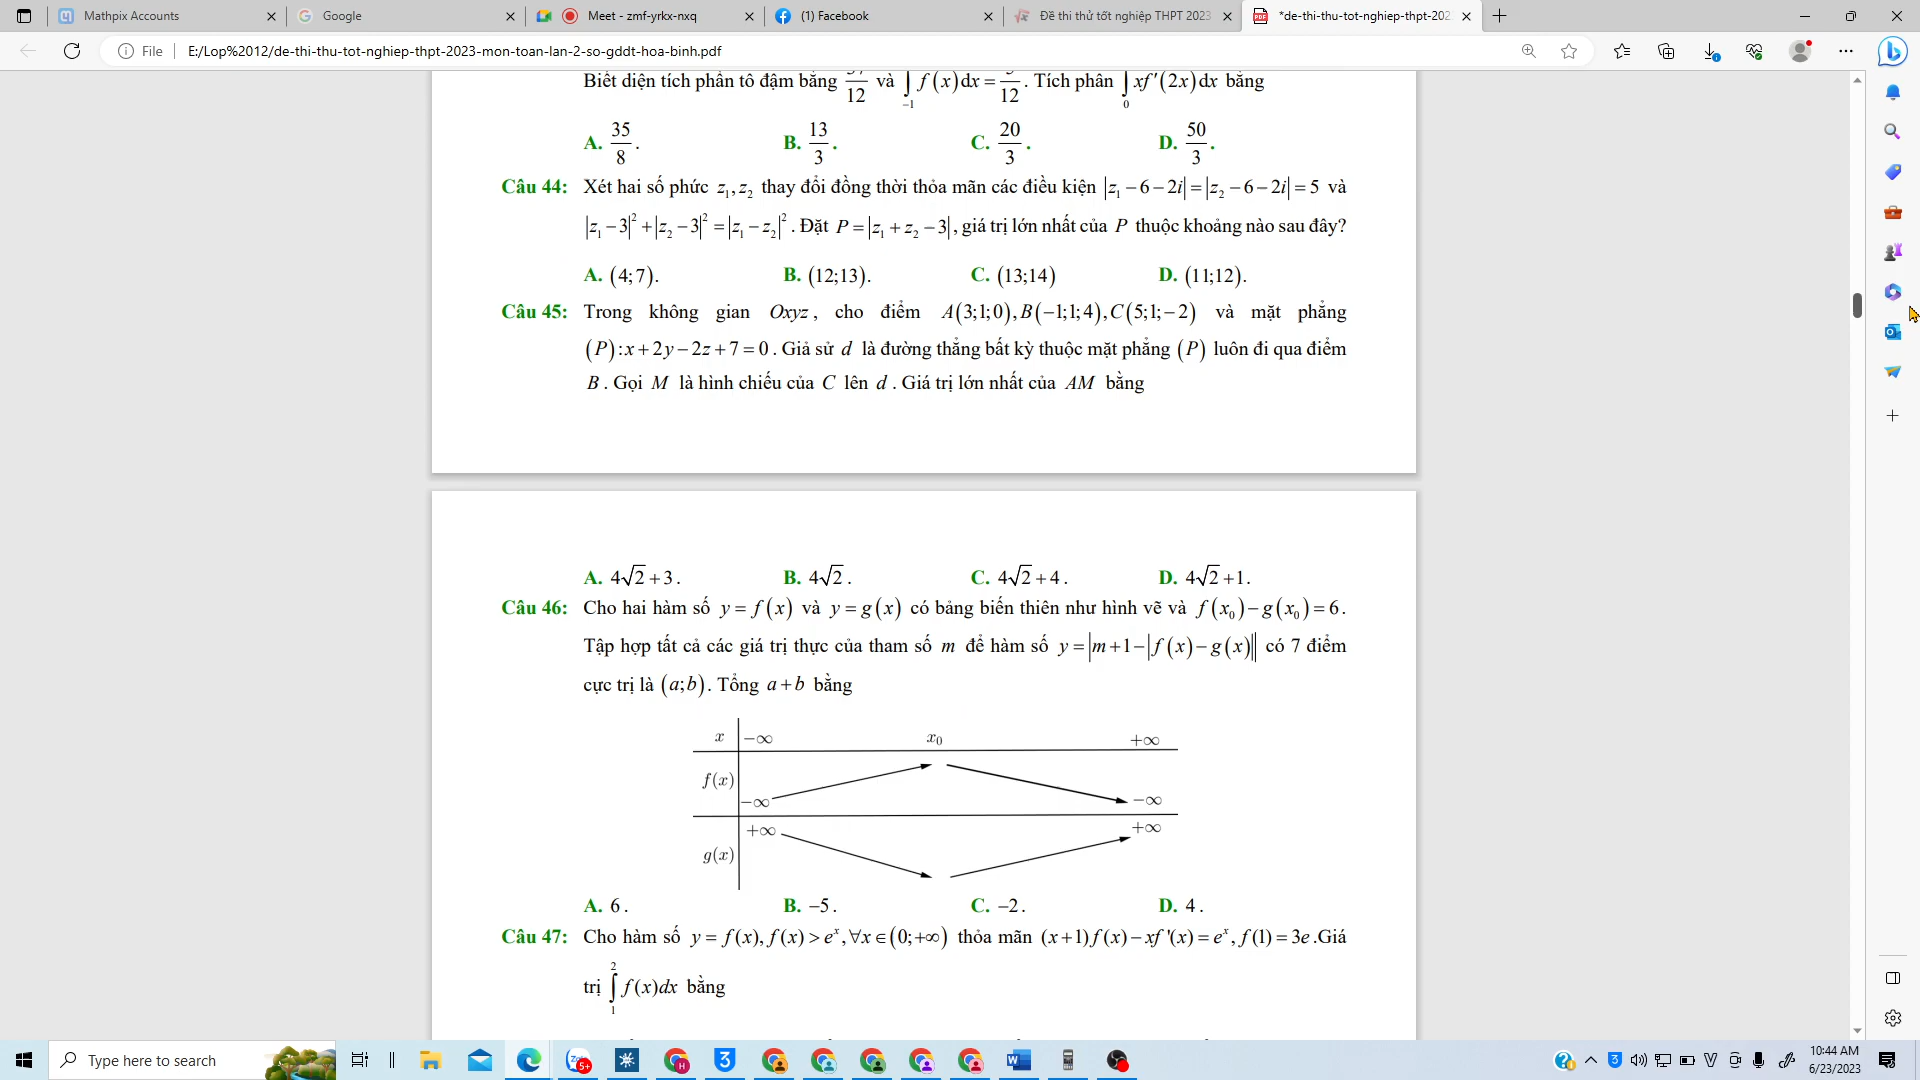 Mathpix Accounts
Google
Meet - zmf-yrkx-nxq
(1) Facebook
Đề thi thử tốt nghiệp THPT 2023
*de-thi-thu-tot-nghiep-thpt-202
File | E:/Lop%2012/de-thi-thu-tot-nghiep-thpt-2023-mon-toan-lan-2-so-gddt-hoa-binh.pdf
Biết diện tích phần tô đậm bằng 37/12 và ∫_{-1} f(x)dx = /12. Tích phân ∫_0 xf'(2x)dx bằng
A. 35/8. B. 13/3. C. 20/3. D. 50/3.
Câu 44: Xét hai số phức z₁, z₂ thay đổi đồng thời thỏa mãn các điều kiện |z₁ − 6 − 2i| = |z₂ − 6 − 2i| = 5 và
|z₁ − 3|² + |z₂ − 3|² = |z₁ − z₂|². Đặt P = |z₁ + z₂ − 3|, giá trị lớn nhất của P thuộc khoảng nào sau đây?
A. (4;7). B. (12;13). C. (13;14) D. (11;12).
Câu 45: Trong không gian Oxyz, cho điểm A(3;1;0), B(−1;1;4), C(5;1;−2) và mặt phẳng
(P): x + 2y − 2z + 7 = 0. Giả sử d là đường thẳng bất kỳ thuộc mặt phẳng (P) luôn đi qua điểm
B. Gọi M là hình chiếu của C lên d. Giá trị lớn nhất của AM bằng
A. 4√2 + 3. B. 4√2. C. 4√2 + 4. D. 4√2 + 1.
Câu 46: Cho hai hàm số y = f(x) và y = g(x) có bảng biến thiên như hình vẽ và f(x₀) − g(x₀) = 6.
Tập hợp tất cả các giá trị thực của tham số m để hàm số y = |m + 1 − |f(x) − g(x)|| có 7 điểm
cực trị là (a;b). Tổng a + b bằng
x −∞ x₀ +∞
f(x)
−∞ −∞
+∞ +∞
g(x)
A. 6. B. −5. C. −2. D. 4.
Câu 47: Cho hàm số y = f(x), f(x) > eˣ, ∀x ∈ (0;+∞) thỏa mãn (x+1)f(x) − xf'(x) = eˣ, f(1) = 3e.Giá
trị ∫₁² f(x)dx bằng
Type here to search
10:44 AM
6/23/2023